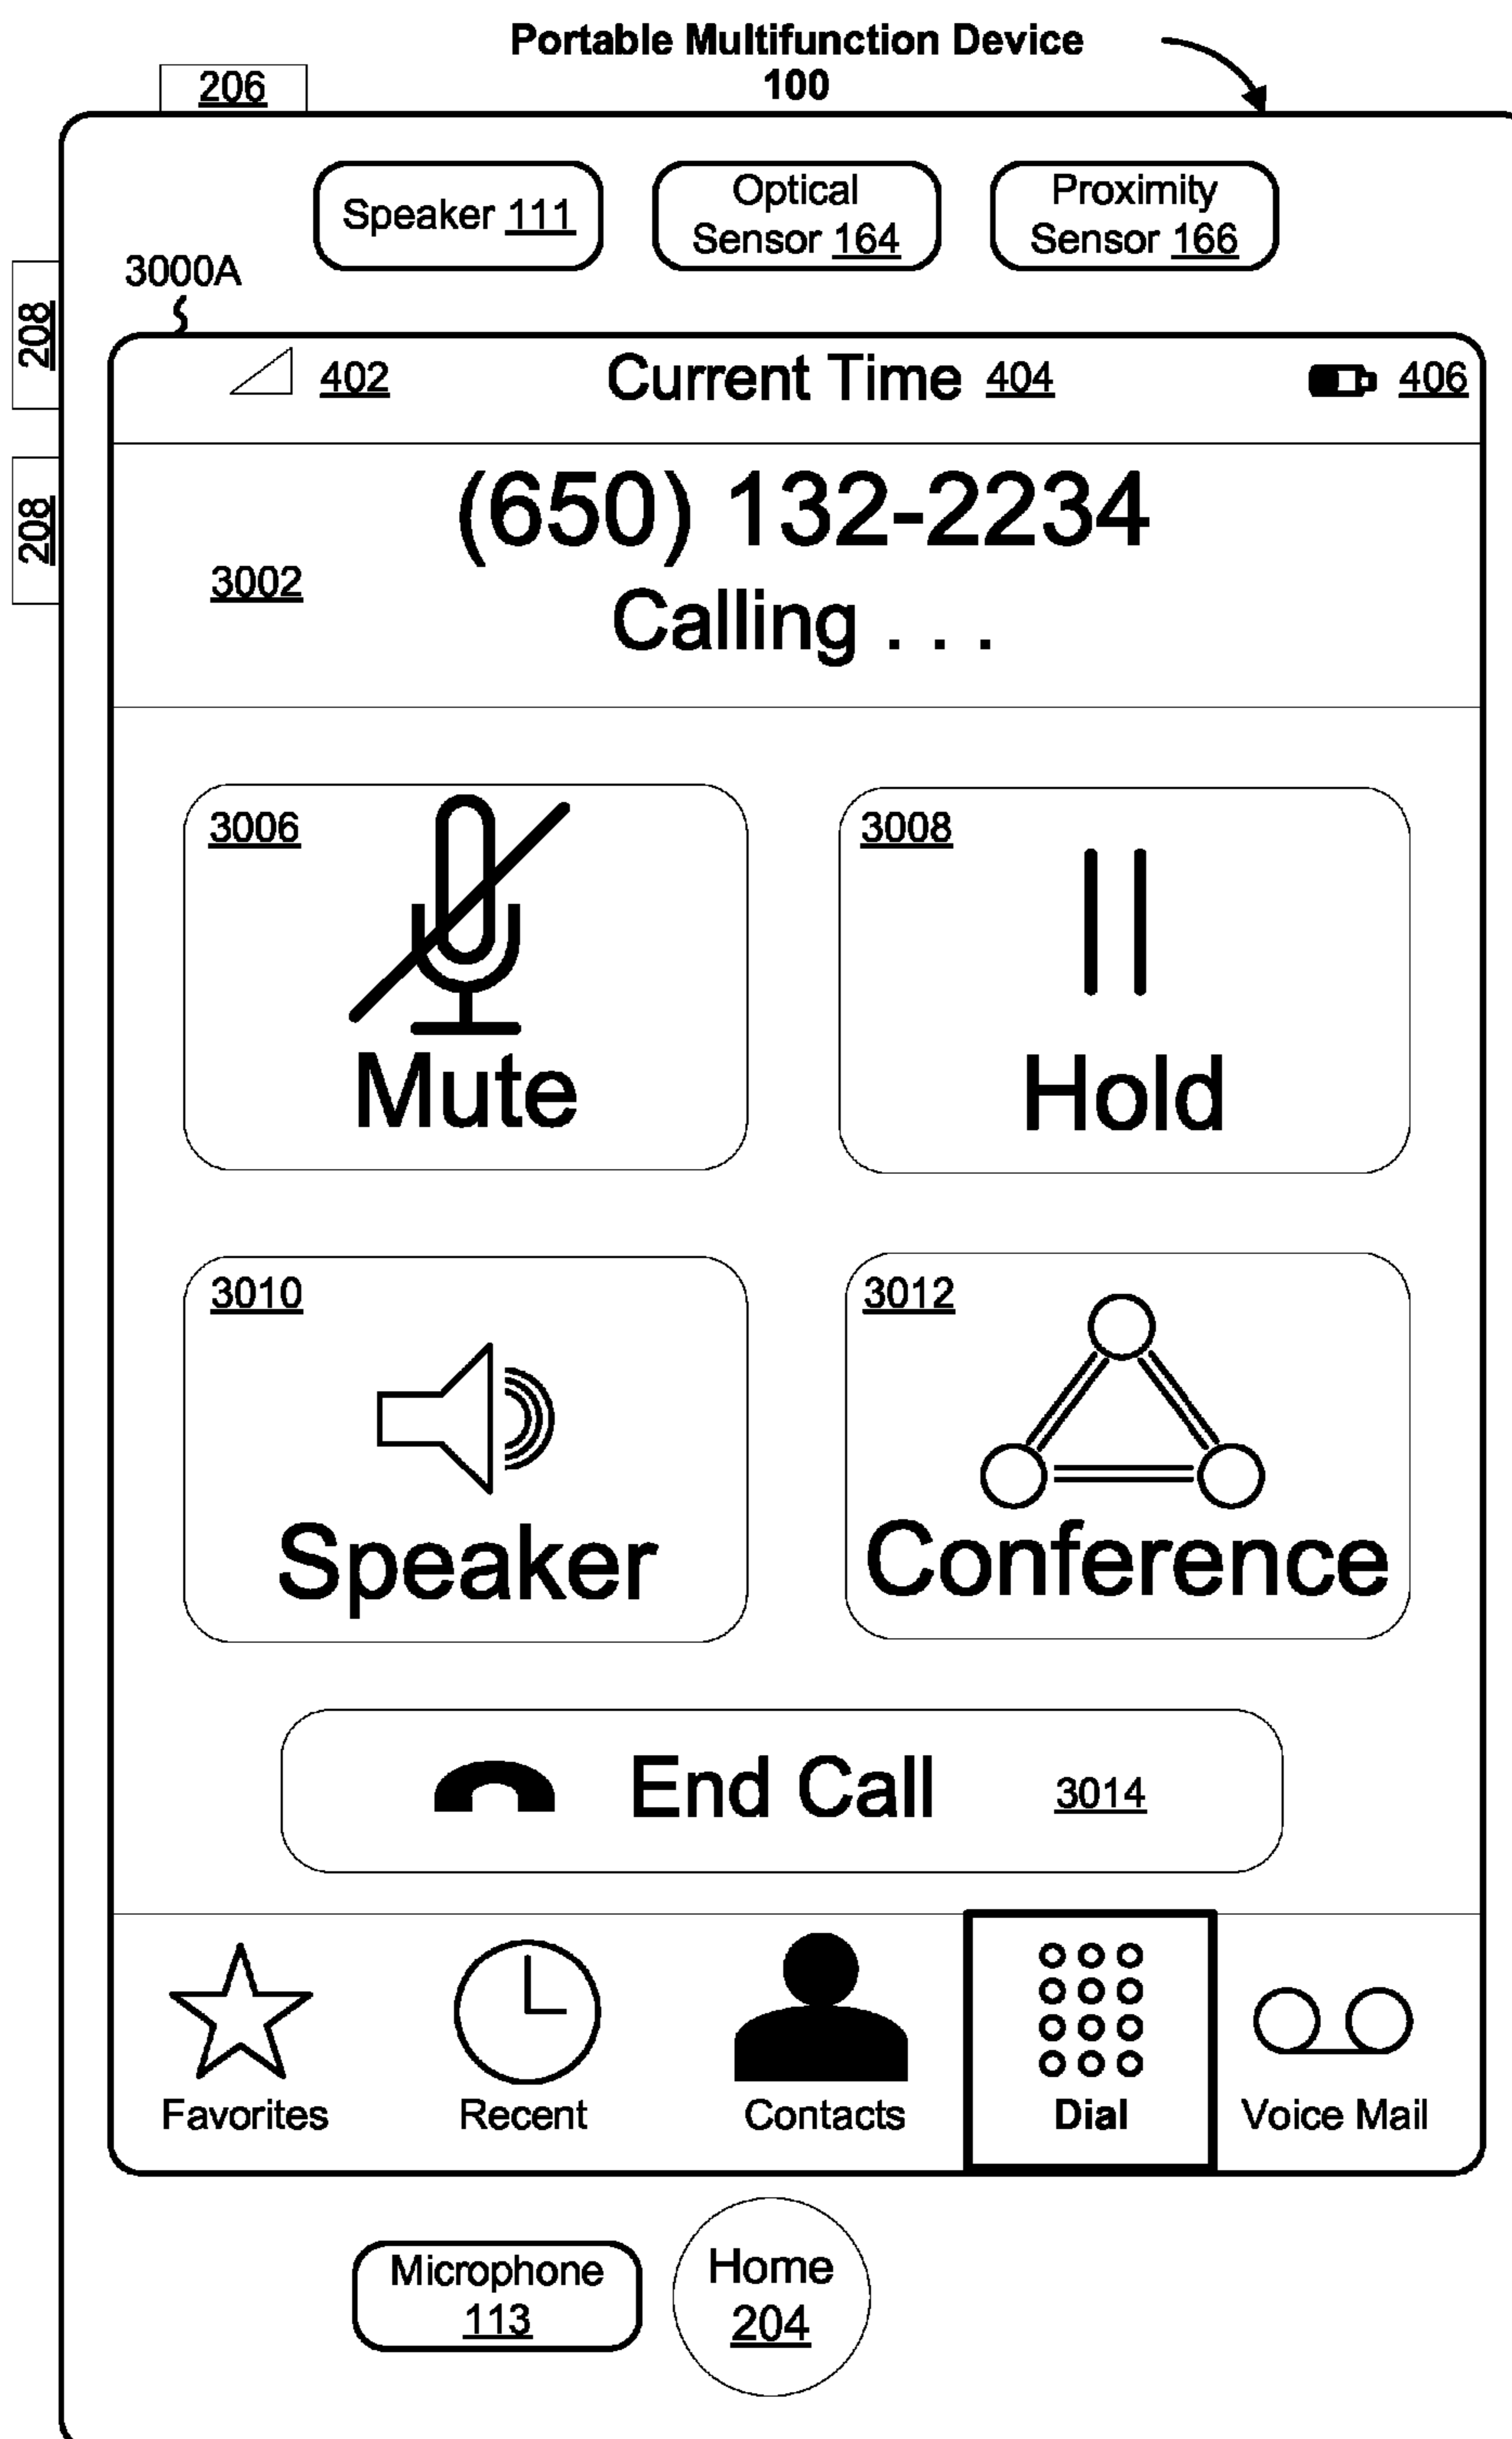 Portable Multifunction Device
100
206
Speaker 111
Optical
Sensor 164
Proximity
Sensor 166
3000A
208
208
402
Current Time 404
406
(650) 132-2234
3002
Calling . . .
3006
Mute
3008
Hold
3010
Speaker
3012
Conference
End Call 3014
Favorites
Recent
Contacts
Dial
Voice Mail
Microphone
113
Home
204